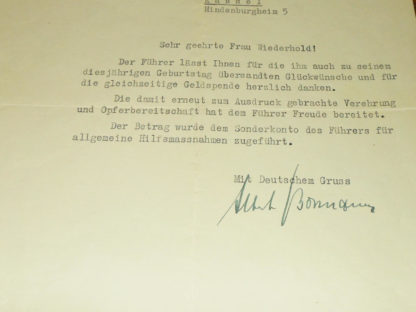 Kassel
Hindenburgheim 5
Sehr geehrte Frau Wiederhold!
Der Führer lässt Ihnen für die ihm auch zu seinem
diesjährigen Geburtstag übersandten Glückwünsche und für
die gleichzeitige Geldspende herzlich danken.
Die damit erneut zum Ausdruck gebrachte Verehrung
und Opferbereitschaft hat dem Führer Freude bereitet.
Der Betrag wurde dem Sonderkonto des Führers für
allgemeine Hilfsmassnahmen zugeführt.
Mit Deutschem Gruss
Albert Bormann